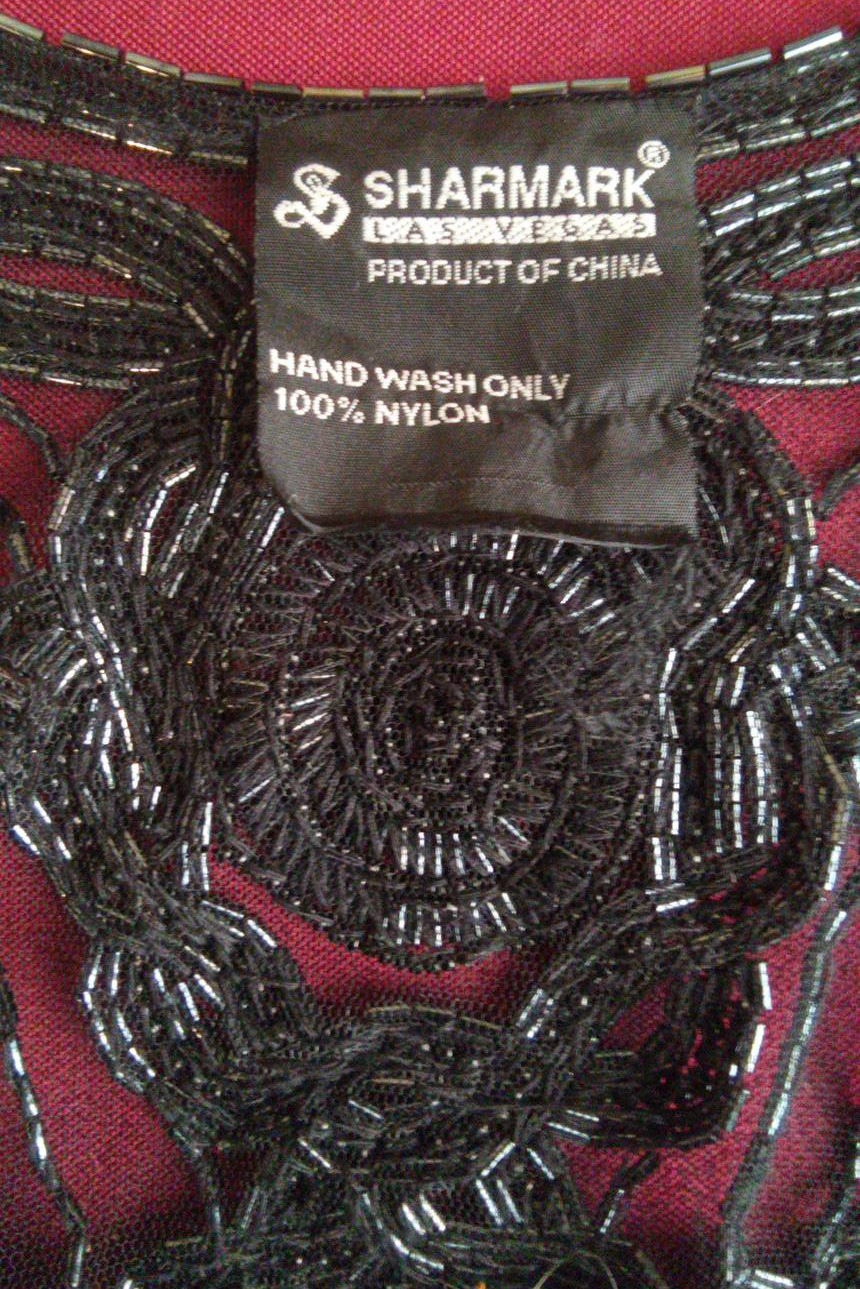 S SHARMARK®
LAS VEGAS
PRODUCT OF CHINA
HAND WASH ONLY
100% NYLON